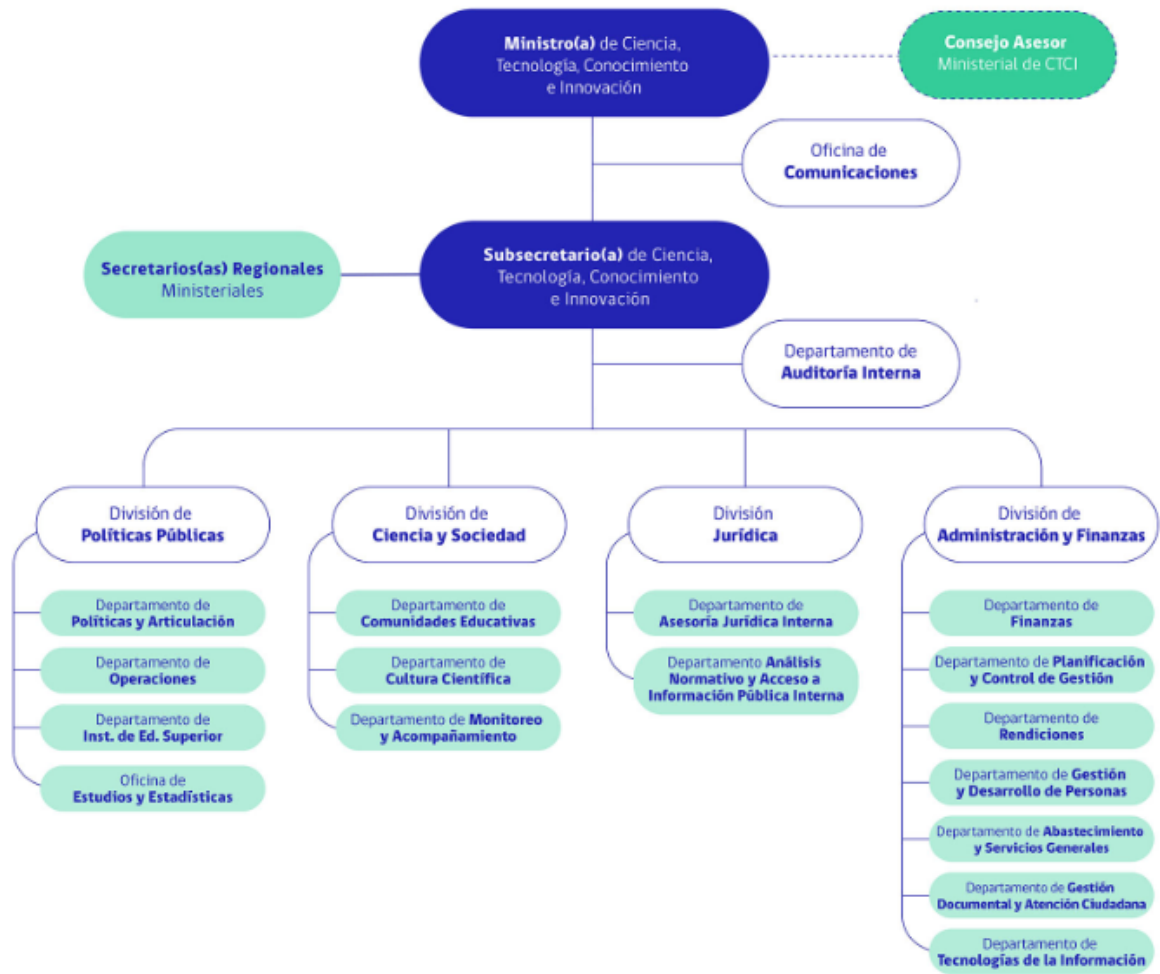 Ministro(a) de Ciencia,
Tecnología, Conocimiento
e Innovación
Consejo Asesor
Ministerial de CTCI
Oficina de
Comunicaciones
Secretarios(as) Regionales
Ministeriales
Subsecretario(a) de Ciencia,
Tecnología, Conocimiento
e Innovación
Departamento de
Auditoría Interna
División de
Políticas Públicas
Departamento de
Políticas y Articulación
Departamento de
Operaciones
Departamento de
Inst. de Ed. Superior
Oficina de
Estudios y Estadísticas
División de
Ciencia y Sociedad
Departamento de
Comunidades Educativas
Departamento de
Cultura Científica
Departamento de Monitoreo
y Acompañamiento
División
Jurídica
Departamento de
Asesoría Jurídica Interna
Departamento Análisis
Normativo y Acceso a
Información Pública Interna
División de
Administración y Finanzas
Departamento de
Finanzas
Departamento de Planificación
y Control de Gestión
Departamento de
Rendiciones
Departamento de Gestión
y Desarrollo de Personas
Departamento de Abastecimiento
y Servicios Generales
Departamento de Gestión
Documental y Atención Ciudadana
Departamento de
Tecnologías de la Información